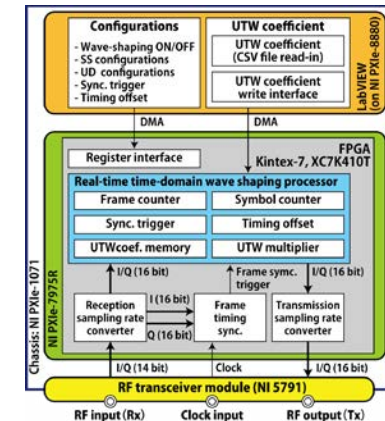 Configurations
- Wave-shaping ON/OFF
- SS configurations
- UD configurations
- Sync. trigger
- Timing offset
UTW coefficient
UTW coefficient
(CSV file read-in)
UTW coefficient
write interface
LabVIEW
(on NI PXIe-8880)
DMA
DMA
FPGA
Kintex-7, XC7K410T
Register interface
Real-time time-domain wave shaping processor
Frame counter
Symbol counter
Sync. trigger
Timing offset
UTWcoef. memory
UTW multiplier
I/Q (16 bit)
Frame symc.
trigger
I/Q (16 bit)
Reception
sampling rate
converter
I (16 bit)
Q (16 bit)
Frame
timing
sync.
Transmission
sampling rate
converter
I/Q (14 bit)
Clock
I/Q (16 bit)
NI PXIe-7975R
Chassis: NI PXIe-1071
RF transceiver module (NI 5791)
RF input (Rx)
Clock input
RF output (Tx)